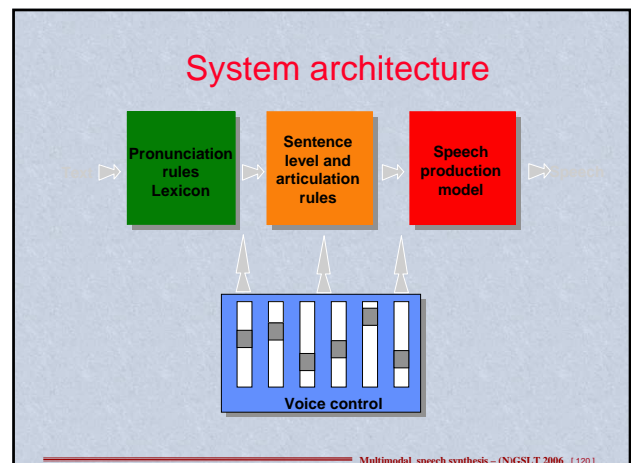 System architecture
Pronunciation
rules
Lexicon
Sentence
level and
articulation
rules
Speech
production
model
Voice control
Multimodal speech synthesis – (N)GSLT 2006 [ 120 ]